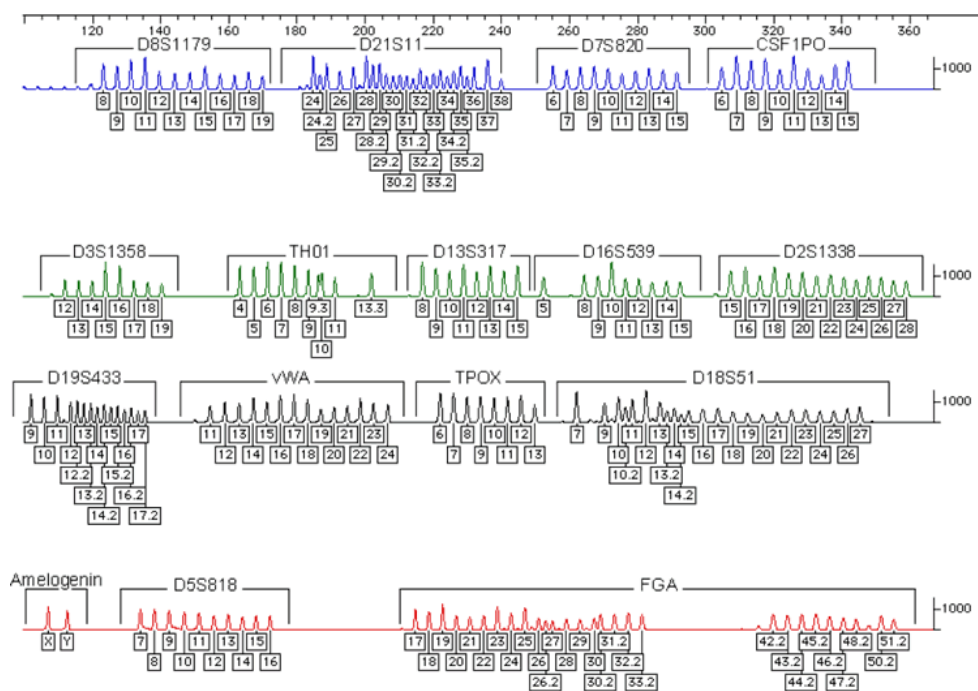 120 140 160 180 200 220 240 260 280 300 320 340 360
D8S1179 D21S11 D7S820 CSF1PO
1000
8 10 12 14 16 18 24 26 28 30 32 34 36 38 6 8 10 12 14 6 8 10 12 14
9 11 13 15 17 19 24.2 27 29 31 33 35 37 7 9 11 13 15 7 9 11 13 15
25 28.2 31.2 34.2
29.2 32.2 35.2
30.2 33.2
D3S1358 TH01 D13S317 D16S539 D2S1338
1000
12 14 16 18 4 6 8 9.3 13.3 8 10 12 14 5 8 10 12 14 15 17 19 21 23 25 27
13 15 17 19 5 7 9 11 9 11 13 15 9 11 13 15 16 18 20 22 24 26 28
10
D19S433 vWA TPOX D18S51
1000
9 11 13 15 17 11 13 15 17 19 21 23 6 8 10 12 7 9 11 13 15 17 19 21 23 25 27
10 12 14 16 12 14 16 18 20 22 24 7 9 11 13 10 12 14 16 18 20 22 24 26
12.2 15.2 10.2 13.2
13.2 16.2 14.2
14.2 17.2
Amelogenin D5S818 FGA
1000
X Y 7 9 11 13 15 17 19 21 23 25 27 29 31.2 42.2 45.2 48.2 51.2
8 10 12 14 16 18 20 22 24 26 28 30 32.2 43.2 46.2 50.2
26.2 30.2 33.2 44.2 47.2